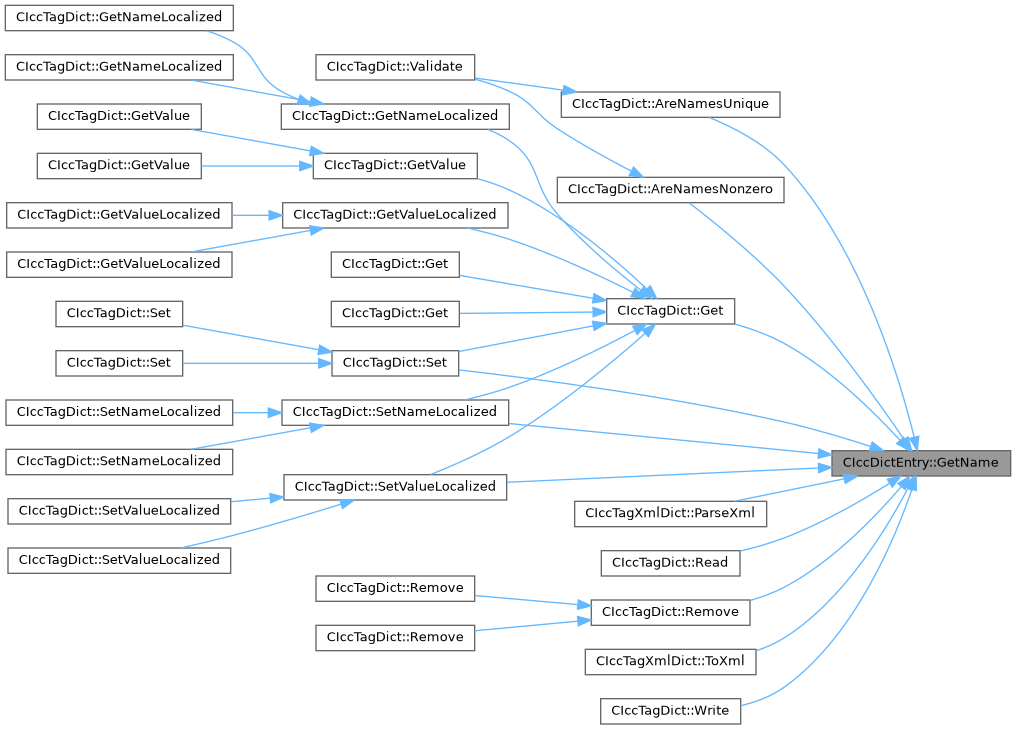 CIccTagDict::GetNameLocalized
CIccTagDict::GetNameLocalized
CIccTagDict::Validate
CIccTagDict::AreNamesUnique
CIccTagDict::GetValue
CIccTagDict::GetNameLocalized
CIccTagDict::GetValue
CIccTagDict::GetValue
CIccTagDict::AreNamesNonzero
CIccTagDict::GetValueLocalized
CIccTagDict::GetValueLocalized
CIccTagDict::GetValueLocalized
CIccTagDict::Get
CIccTagDict::Get
CIccTagDict::Set
CIccTagDict::Get
CIccTagDict::Set
CIccTagDict::Set
CIccTagDict::SetNameLocalized
CIccTagDict::SetNameLocalized
CIccTagDict::SetNameLocalized
CIccDictEntry::GetName
CIccTagDict::SetValueLocalized
CIccTagDict::SetValueLocalized
CIccTagXmlDict::ParseXml
CIccTagDict::SetValueLocalized
CIccTagDict::Read
CIccTagDict::Remove
CIccTagDict::Remove
CIccTagDict::Remove
CIccTagXmlDict::ToXml
CIccTagDict::Write